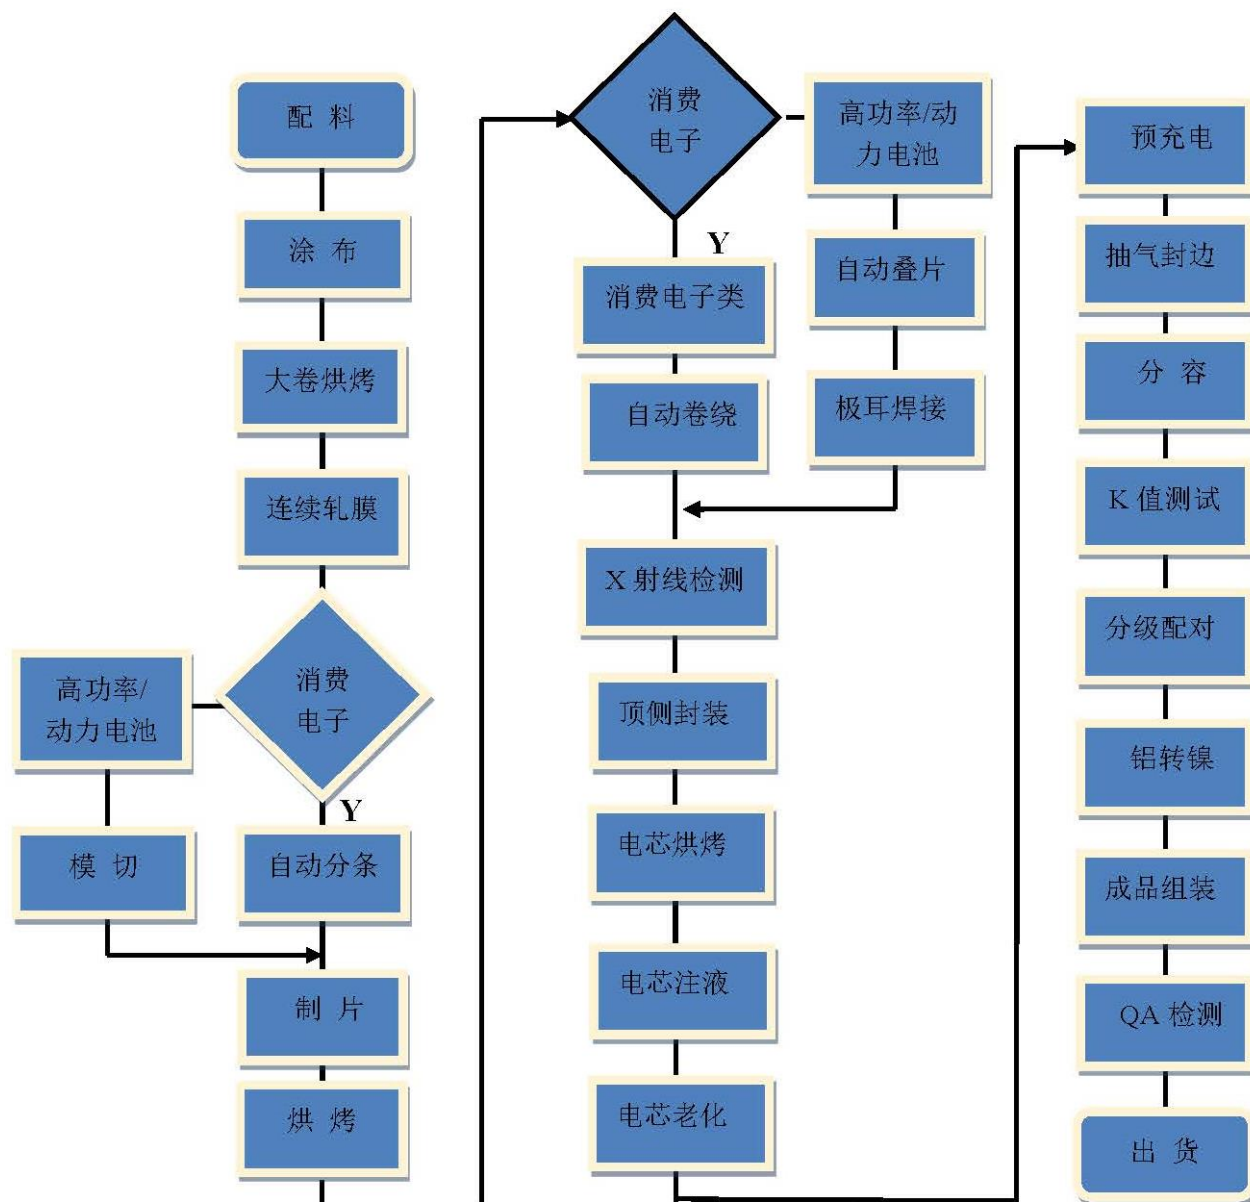 配 料
涂 布
大卷烘烤
连续轧膜
消费
电子
高功率/
动力电池
Y
模 切
自动分条
制 片
烘 烤
消费
电子
高功率/动
力电池
Y
消费电子类
自动叠片
自动卷绕
极耳焊接
X 射线检测
顶侧封装
电芯烘烤
电芯注液
电芯老化
预充电
抽气封边
分 容
K 值测试
分级配对
铝转镍
成品组装
QA 检测
出 货